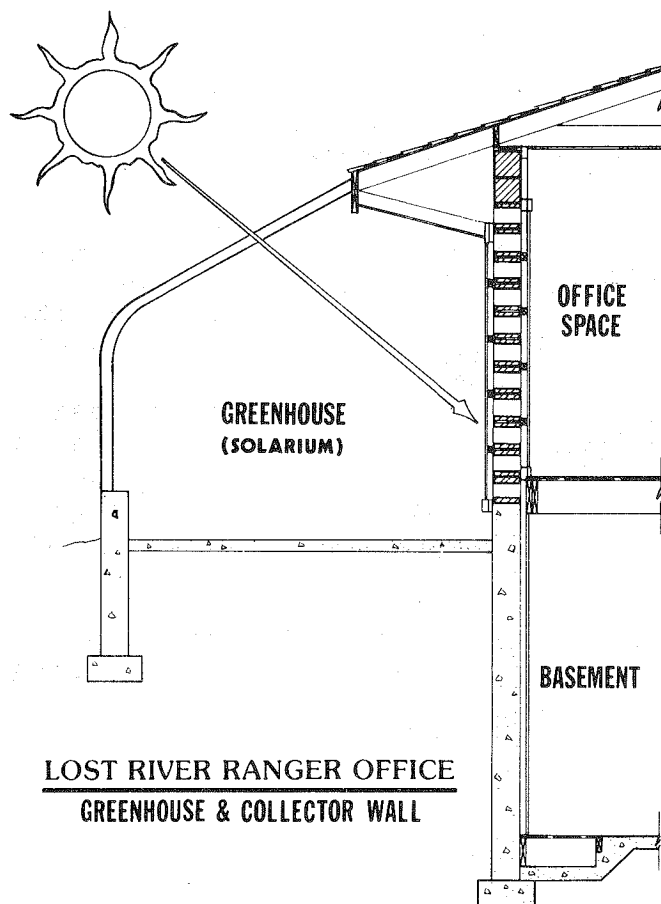 OFFICE
SPACE
GREENHOUSE
(SOLARIUM)
BASEMENT
LOST RIVER RANGER OFFICE
GREENHOUSE & COLLECTOR WALL